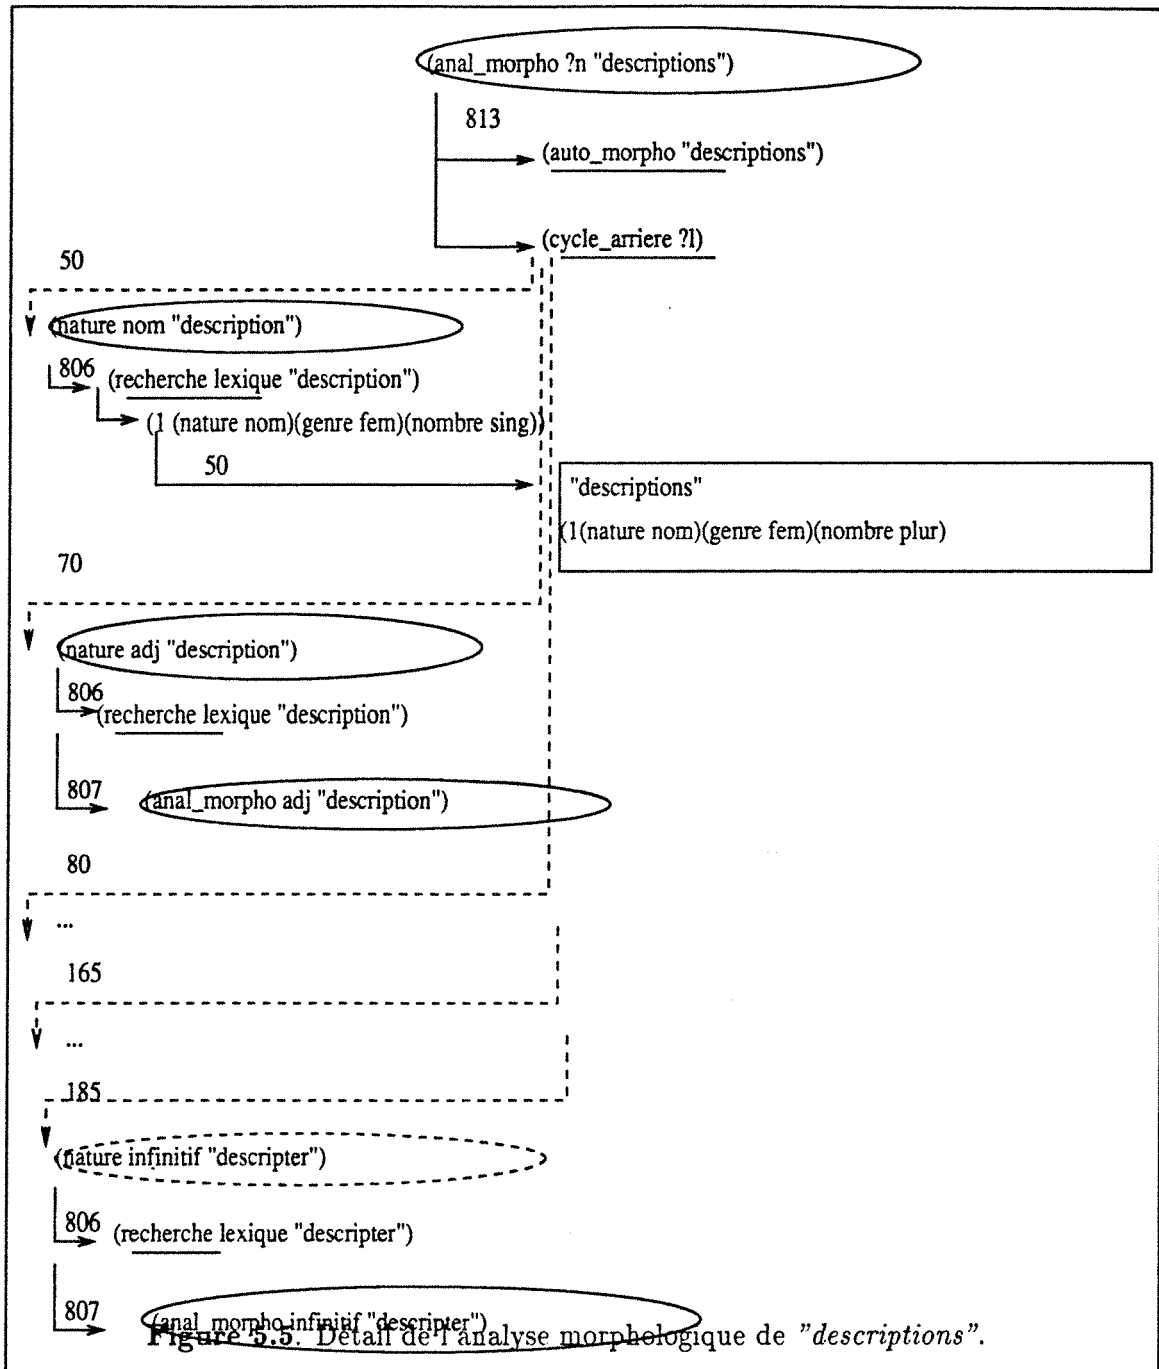 (anal_morpho ?n "descriptions")
813
(auto_morpho "descriptions")
(cycle_arriere ?l)
50
(nature nom "description")
806
(recherche lexique "description")
(1 (nature nom)(genre fem)(nombre sing))
50
"descriptions"
(1(nature nom)(genre fem)(nombre plur)
70
(nature adj "description")
806
(recherche lexique "description")
807
(anal_morpho adj "description")
80
...
165
...
185
(nature infinitif "descripter")
806
(recherche lexique "descripter")
807
(anal_morpho infinitif "descripter")
Figure 5.5. Détail de l'analyse morphologique de "descriptions".